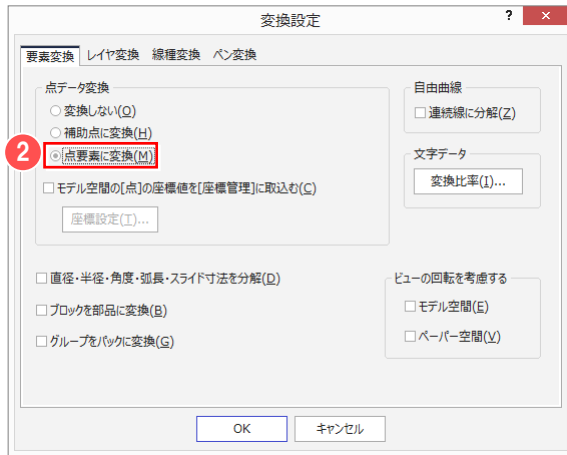 変換設定
?
×
要素変換 レイヤ変換 線種変換 ペン変換
点データ変換
変換しない(O)
補助点に変換(H)
2
点要素に変換(M)
モデル空間の[点]の座標値を[座標管理]に取込む(C)
座標設定(T)...
自由曲線
連続線に分解(Z)
文字データ
変換比率(I)...
直径・半径・角度・弧長・スライド寸法を分解(D)
ブロックを部品に変換(B)
グループをパックに変換(G)
ビューの回転を考慮する
モデル空間(E)
ペーパー空間(V)
OK
キャンセル